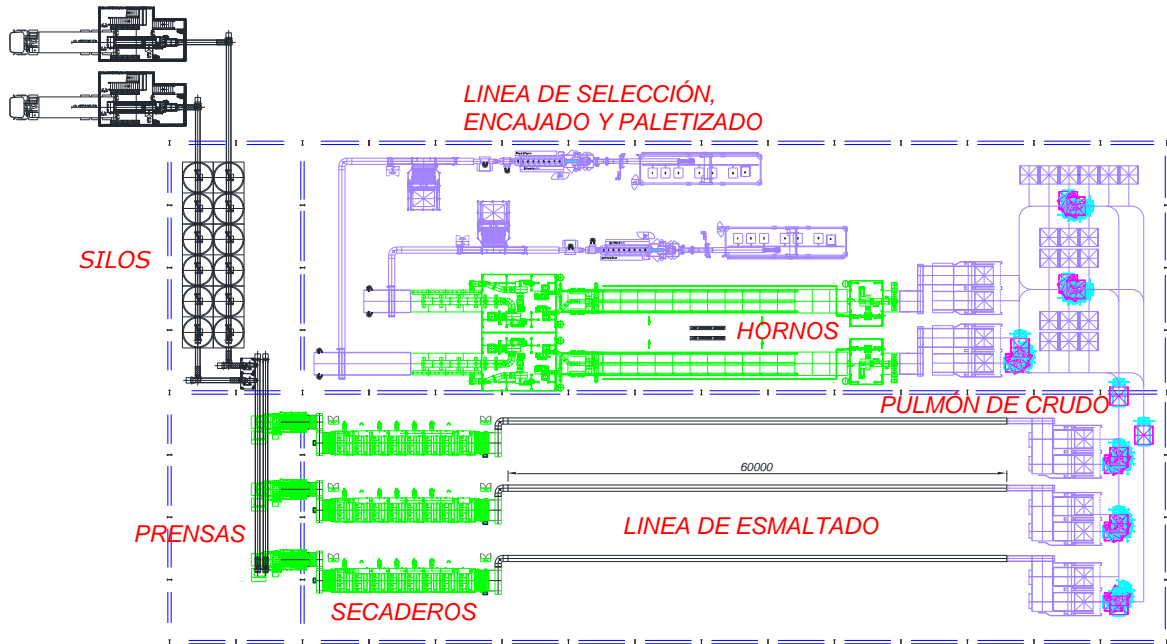 LINEA DE SELECCIÓN,
ENCAJADO Y PALETIZADO
SILOS
HORNOS
PULMÓN DE CRUDO
60000
PRENSAS
LINEA DE ESMALTADO
SECADEROS